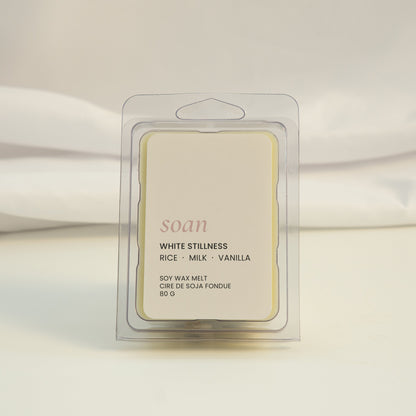 soan
WHITE STILLNESS
RICE · MILK · VANILLA
SOY WAX MELT
CIRE DE SOJA FONDUE
80 G